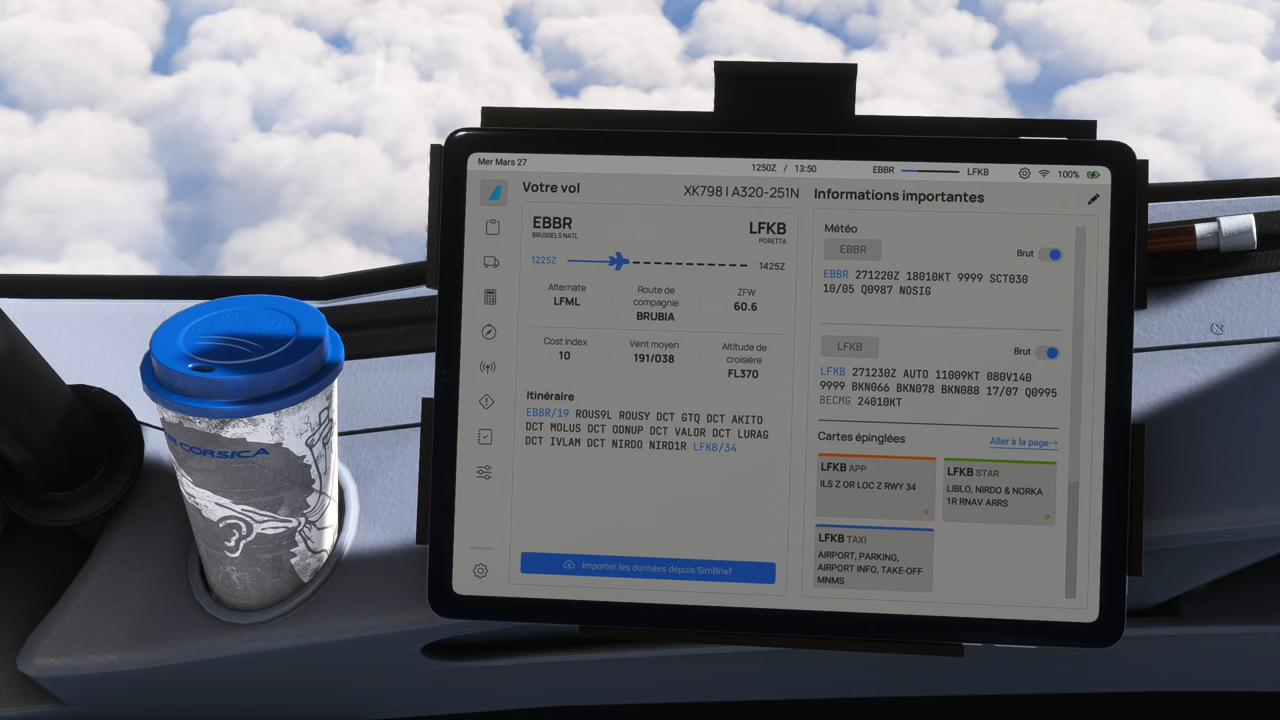 Mer Mars 27
1250Z / 13:50
EBBR LFKB
100%
Votre vol
XK798 | A320-251N
EBBR
BRUSSELS NATL
LFKB
PORETTA
1225Z
1425Z
Alternate
LFML
Route de
compagnie
BRUBIA
ZFW
60.6
Cost Index
10
Vent moyen
191/038
Altitude de
croisière
FL370
Itinéraire
EBBR/19 ROUS9L ROUSY DCT GTQ DCT AKITO
DCT MOLUS DCT ODNUP DCT VALOR DCT LURAG
DCT IVLAM DCT NIRDO NIRD1R LFKB/34
Importer les données depuis SimBrief
Informations importantes
Météo
EBBR
Brut
EBBR 271220Z 18010KT 9999 SCT030
10/05 Q0987 NOSIG
LFKB
Brut
LFKB 271230Z AUTO 11009KT 080V140
9999 BKN066 BKN078 BKN088 17/07 Q0995
BECMG 24010KT
Cartes épinglées
Aller à la page→
LFKB APP
ILS Z OR LOC Z RWY 34
LFKB STAR
LIBLO, NIRDO & NORKA
1R RNAV ARRS
LFKB TAXI
AIRPORT, PARKING,
AIRPORT INFO, TAKE-OFF
MNMS
CORSICA